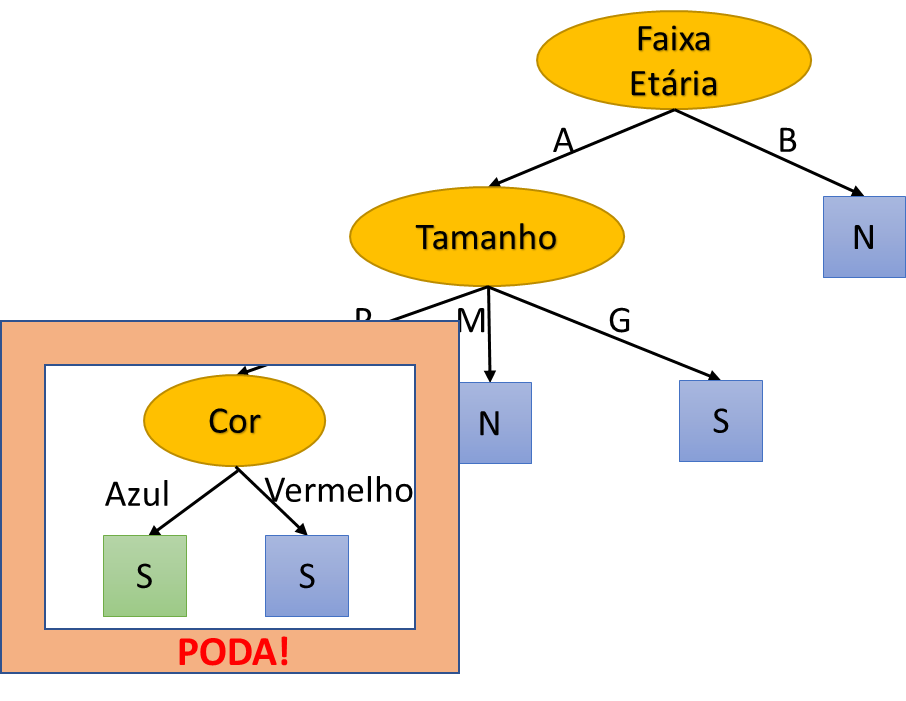 Faixa
Etária
A
B
Tamanho
N
M
G
Cor
N
S
Azul
Vermelho
S
S
PODA!